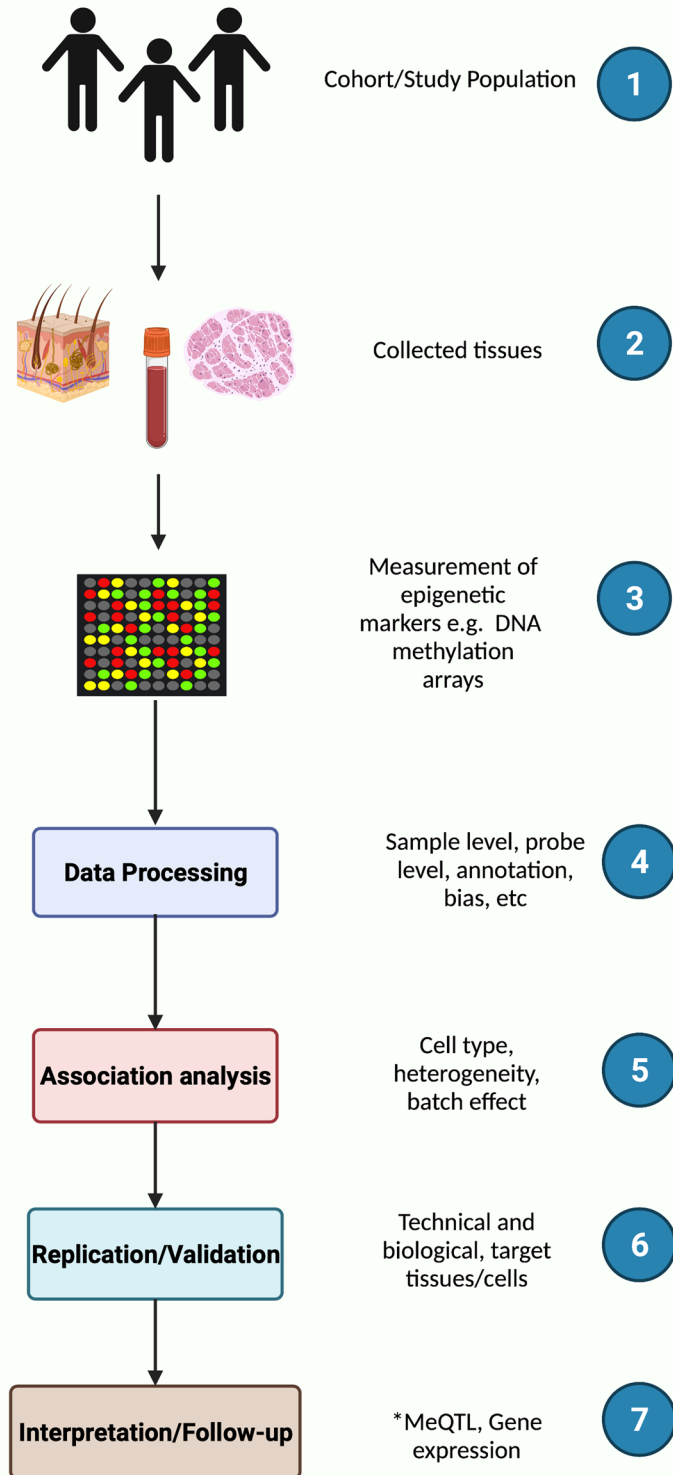 Cohort/Study Population
1
Collected tissues
2
Measurement of
epigenetic
markers e.g. DNA
methylation
arrays
3
Data Processing
Sample level, probe
level, annotation,
bias, etc
4
Association analysis
Cell type,
heterogeneity,
batch effect
5
Replication/Validation
Technical and
biological, target
tissues/cells
6
Interpretation/Follow-up
*MeQTL, Gene
expression
7